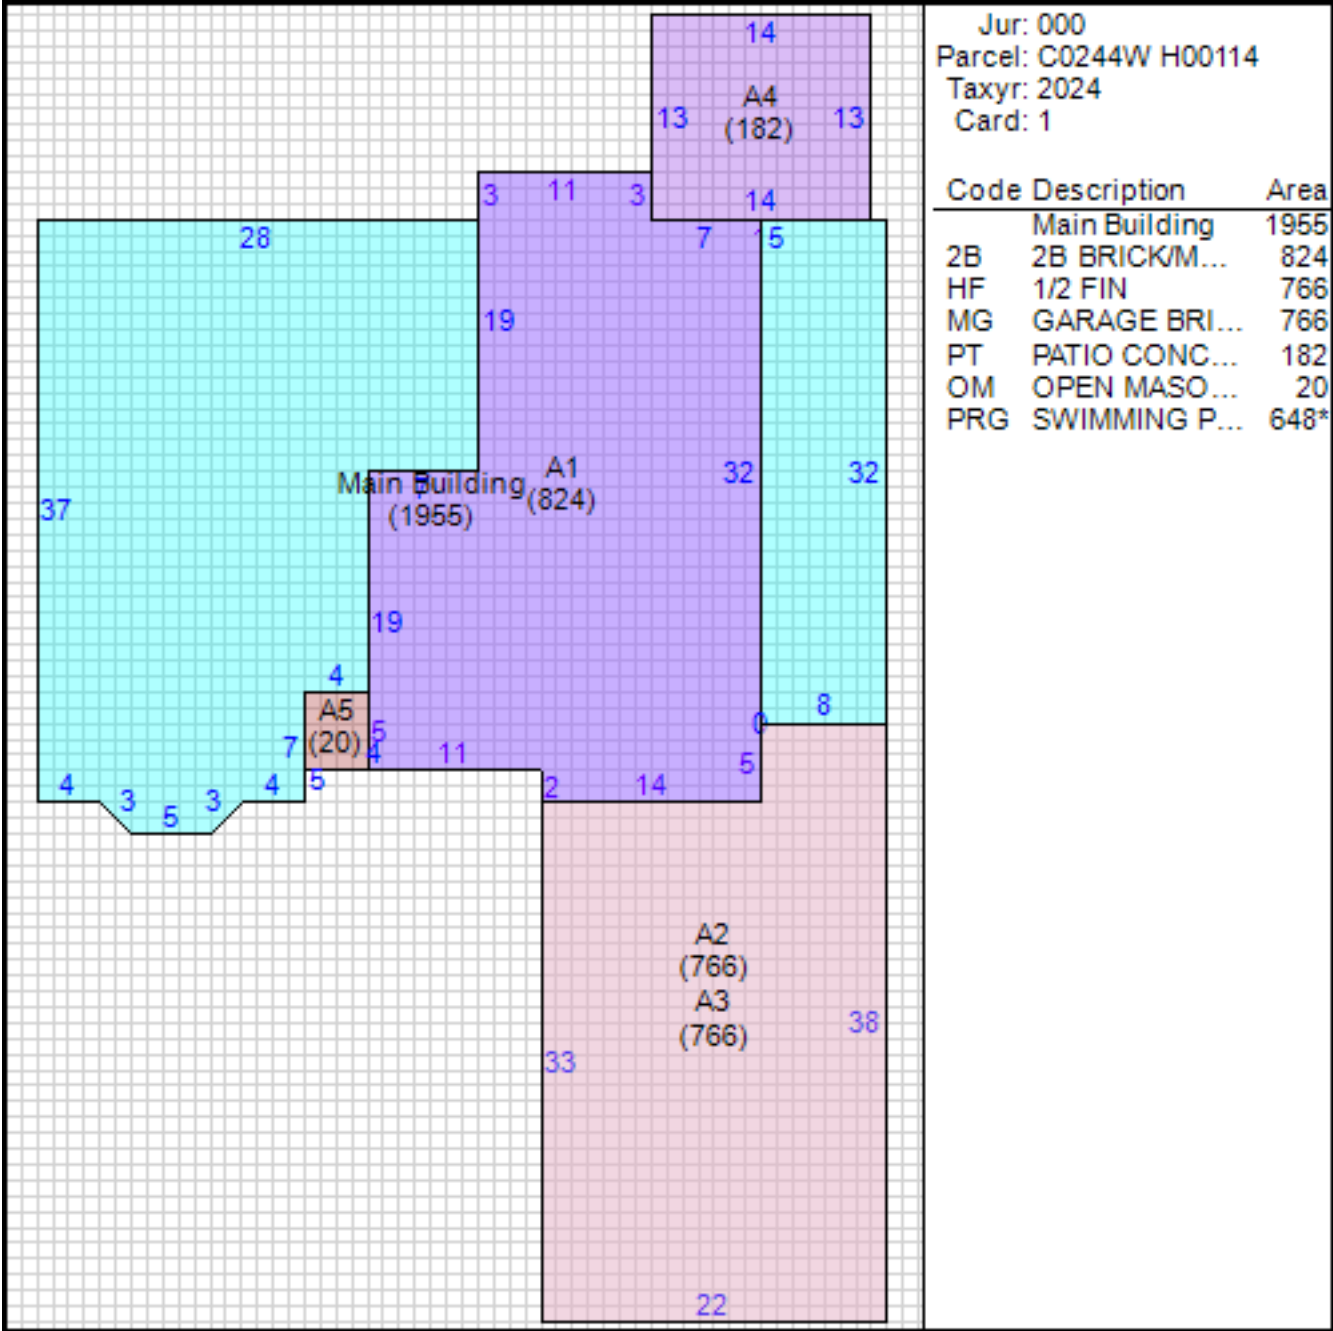 14
A4
13
13
(182)
3
11
3
14
28
7
15
19
37
Main Building
7
A1
(1955)
(824)
32
32
19
4
A5
(20)
5
7
4
11
0
8
5
4
3
5
3
4
5
2
14
A2
(766)
A3
(766)
33
38
22
Jur: 000
Parcel: C0244W H00114
Taxyr: 2024
Card: 1
Code Description Area
Main Building 1955
2B 2B BRICK/M... 824
HF 1/2 FIN 766
MG GARAGE BRI... 766
PT PATIO CONC... 182
OM OPEN MASO... 20
PRG SWIMMING P... 648*